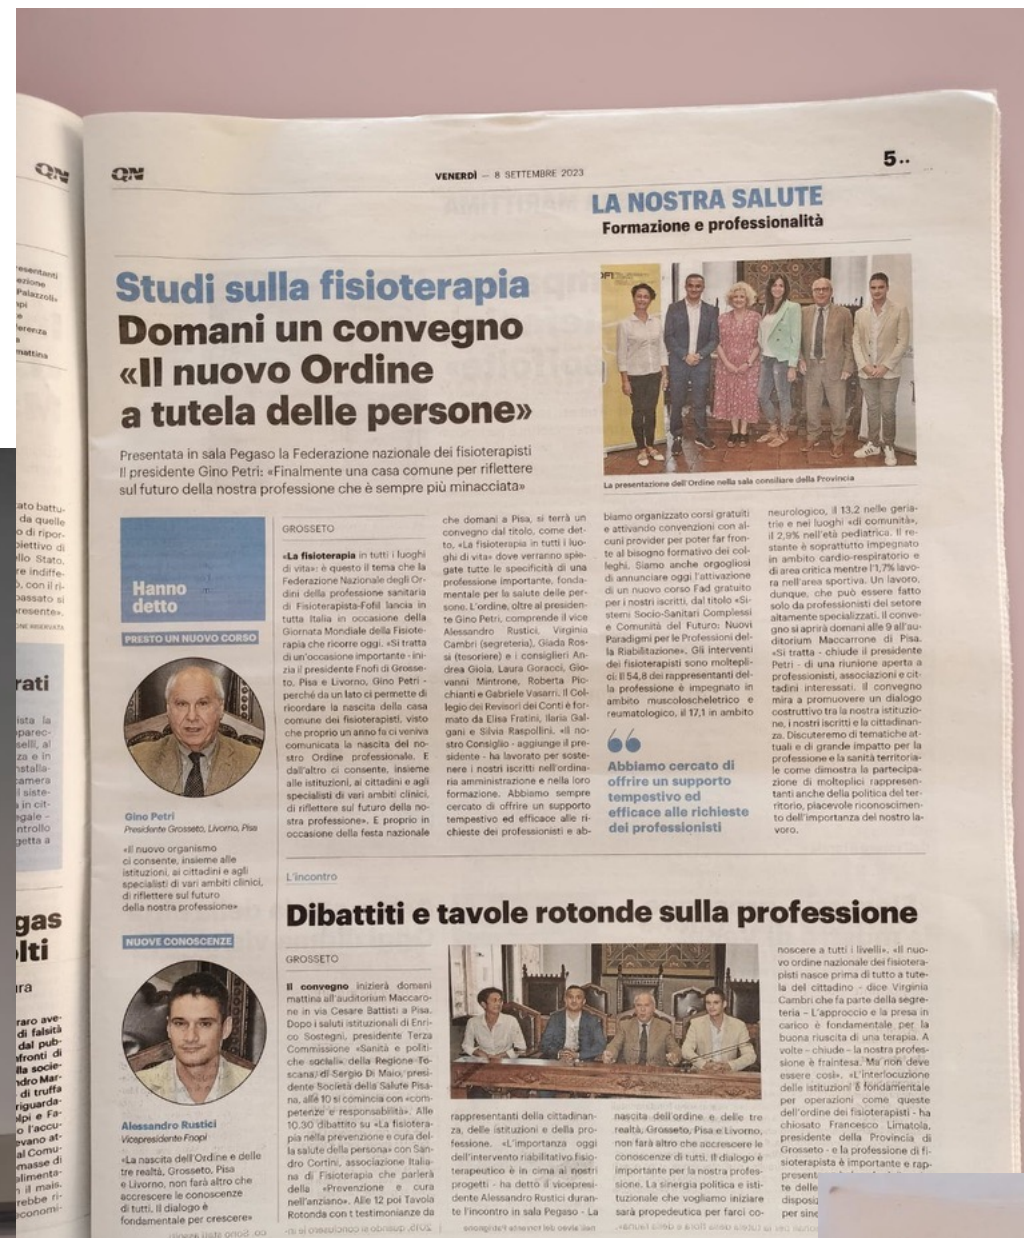 QN
QN
VENERDÌ — 8 SETTEMBRE 2023
5..
LA NOSTRA SALUTE
Formazione e professionalità
Studi sulla fisioterapia
Domani un convegno
«Il nuovo Ordine
a tutela delle persone»
Presentata in sala Pegaso la Federazione nazionale dei fisioterapisti
Il presidente Gino Petri: «Finalmente una casa comune per riflettere
sul futuro della nostra professione che è sempre più minacciata»
La presentazione dell'Ordine nella sala consiliare della Provincia
Hanno
detto
PRESTO UN NUOVO CORSO
Gino Petri
Presidente Grosseto, Livorno, Pisa
«Il nuovo organismo
ci consente, insieme alle
istituzioni, ai cittadini e agli
specialisti di vari ambiti clinici,
di riflettere sul futuro
della nostra professione»
NUOVE CONOSCENZE
Alessandro Rustici
Vicepresidente Fnopi
«La nascita dell'Ordine e delle
tre realtà, Grosseto, Pisa
e Livorno, non farà altro che
accrescere le conoscenze
di tutti. Il dialogo è
fondamentale per crescere»
GROSSETO
«La fisioterapia in tutti i luoghi
di vita»: è questo il tema che la
Federazione Nazionale degli Or-
dini della professione sanitaria
di Fisioterapista-Fofil lancia in
tutta Italia in occasione della
Giornata Mondiale della Fisiote-
rapia che ricorre oggi. «Si tratta
di un'occasione importante - ini-
zia il presidente Fnofi di Grosse-
to, Pisa e Livorno, Gino Petri -
perché da un lato ci permette di
ricordare la nascita della casa
comune dei fisioterapisti, visto
che proprio un anno fa ci veniva
comunicata la nascita del no-
stro Ordine professionale. E
dall'altro ci consente, insieme
alle istituzioni, ai cittadini e agli
specialisti di vari ambiti clinici,
di riflettere sul futuro della no-
stra professione». E proprio in
occasione della festa nazionale
che domani a Pisa, si terrà un
convegno dal titolo, come det-
to, «La fisioterapia in tutti i luo-
ghi di vita» dove verranno spie-
gate tutte le specificità di una
professione importante, fonda-
mentale per la salute delle per-
sone. L'ordine, oltre al presiden-
te Gino Petri, comprende il vice
Alessandro Rustici, Virginia
Cambri (segreteria), Giada Ros-
si (tesoriere) e i consiglieri An-
drea Gioia, Laura Goracci, Gio-
vanni Mintrone, Roberta Pic-
chianti e Gabriele Vasarri. Il Col-
legio dei Revisori dei Conti è for-
mato da Elisa Fratini, Ilaria Gal-
gani e Silvia Raspollini. «Il no-
stro Consiglio - aggiunge il pre-
sidente - ha lavorato per soste-
nere i nostri iscritti nell'ordina-
ria amministrazione e nella loro
formazione. Abbiamo sempre
cercato di offrire un supporto
tempestivo ed efficace alle ri-
chieste dei professionisti e ab-
biamo organizzato corsi gratuiti
e attivando convenzioni con al-
cuni provider per poter far fron-
te al bisogno formativo dei col-
leghi. Siamo anche orgogliosi
di annunciare oggi l'attivazione
di un nuovo corso Fad gratuito
per i nostri iscritti, dal titolo «Si-
stemi Socio-Sanitari Complessi
e Comunità del Futuro: Nuovi
Paradigmi per le Professioni del-
la Riabilitazione». Gli interventi
dei fisioterapisti sono moltepli-
ci: il 54,8 dei rappresentanti del-
la professione è impegnato in
ambito muscoloscheletrico e
reumatologico, il 17,1 in ambito
Abbiamo cercato di
offrire un supporto
tempestivo ed
efficace alle richieste
dei professionisti
neurologico, il 13,2 nelle geria-
trie e nei luoghi «di comunità»,
il 2,9% nell'età pediatrica. Il re-
stante è soprattutto impegnato
in ambito cardio-respiratorio e
di area critica mentre l'1,7% lavo-
ra nell'area sportiva. Un lavoro,
dunque, che può essere fatto
solo da professionisti del settore
altamente specializzati. Il conve-
gno si aprirà domani alle 9 all'au-
ditorium Maccarrone di Pisa.
«Si tratta - chiude il presidente
Petri - di una riunione aperta a
professionisti, associazioni e cit-
tadini interessati. Il convegno
mira a promuovere un dialogo
costruttivo tra la nostra istituzio-
ne, i nostri iscritti e la cittadinan-
za. Discuteremo di tematiche at-
tuali e di grande impatto per la
professione e la sanità territoria-
le come dimostra la partecipa-
zione di molteplici rappresen-
tanti anche della politica del ter-
ritorio, piacevole riconoscimen-
to dell'importanza del nostro la-
voro.
L'incontro
Dibattiti e tavole rotonde sulla professione
GROSSETO
Il convegno inizierà domani
mattina all'auditorium Maccaro-
ne in via Cesare Battisti a Pisa.
Dopo i saluti istituzionali di Enri-
co Sostegni, presidente Terza
Commissione «Sanità e politi-
che sociali» della Regione To-
scana, di Sergio Di Maio, presi-
dente Società della Salute Pisa-
na, alle 10 si comincia con «com-
petenze e responsabilità». Alle
10.30 dibattito su «La fisiotera-
pia nella prevenzione e cura del-
la salute della persona» con San-
dro Cortini, associazione Italia-
na di Fisioterapia che parlerà
della «Prevenzione e cura
nell'anziano». Alle 12 poi Tavola
Rotonda con t testimonianze da
rappresentanti della cittadinan-
za, delle istituzioni e della pro-
fessione. «L'importanza oggi
dell'intervento riabilitativo fisio-
terapeutico è in cima ai nostri
progetti - ha detto il vicepresi-
dente Alessandro Rustici duran-
te l'incontro in sala Pegaso - La
nascita dell'ordine e delle tre
realtà, Grosseto, Pisa e Livorno,
non farà altro che accrescere le
conoscenze di tutti. Il dialogo è
importante per la nostra profes-
sione. La sinergia politica e isti-
tuzionale che vogliamo iniziare
sarà propedeutica per farci co-
noscere a tutti i livelli». «Il nuo-
vo ordine nazionale dei fisiotera-
pisti nasce prima di tutto a tute-
la del cittadino - dice Virginia
Cambri che fa parte della segre-
teria - L'approccio e la presa in
carico è fondamentale per la
buona riuscita di una terapia. A
volte - chiude - la nostra profes-
sione è fraintesa. Ma non deve
essere così». «L'interlocuzione
delle istituzioni è fondamentale
per operazioni come queste
dell'ordine dei fisioterapisti - ha
chiosato Francesco Limatola,
presidente della Provincia di
Grosseto - e la professione di fi-
sioterapista è importante e rap-
present
te delle
disposiz
per sine